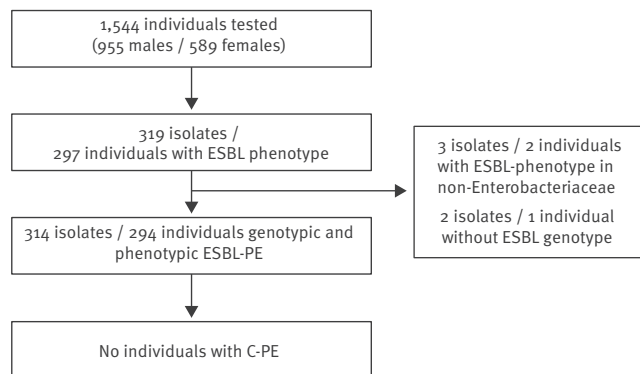 1,544 individuals tested
(955 males / 589 females)
319 isolates /
297 individuals with ESBL phenotype
3 isolates / 2 individuals
with ESBL-phenotype in
non-Enterobacteriaceae
2 isolates / 1 individual
without ESBL genotype
314 isolates / 294 individuals genotypic and
phenotypic ESBL-PE
No individuals with C-PE